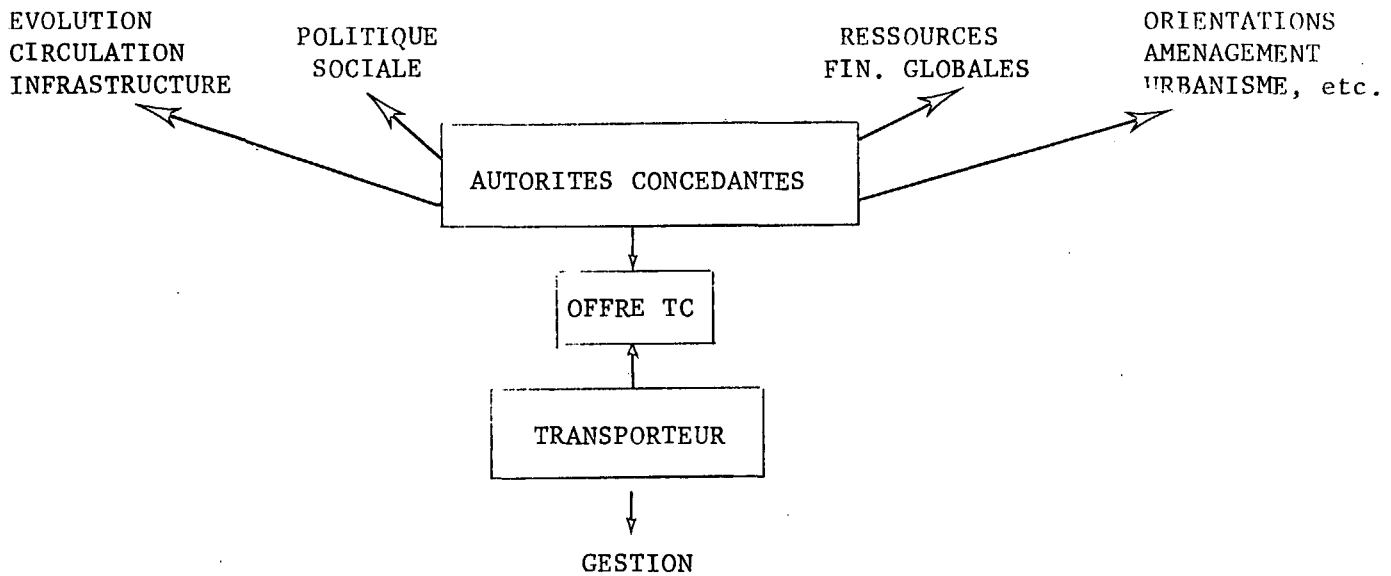 EVOLUTION
CIRCULATION
INFRASTRUCTURE
POLITIQUE
SOCIALE
RESSOURCES
FIN. GLOBALES
ORIENTATIONS
AMENAGEMENT
URBANISME, etc.
AUTORITES CONCEDANTES
OFFRE TC
TRANSPORTEUR
GESTION